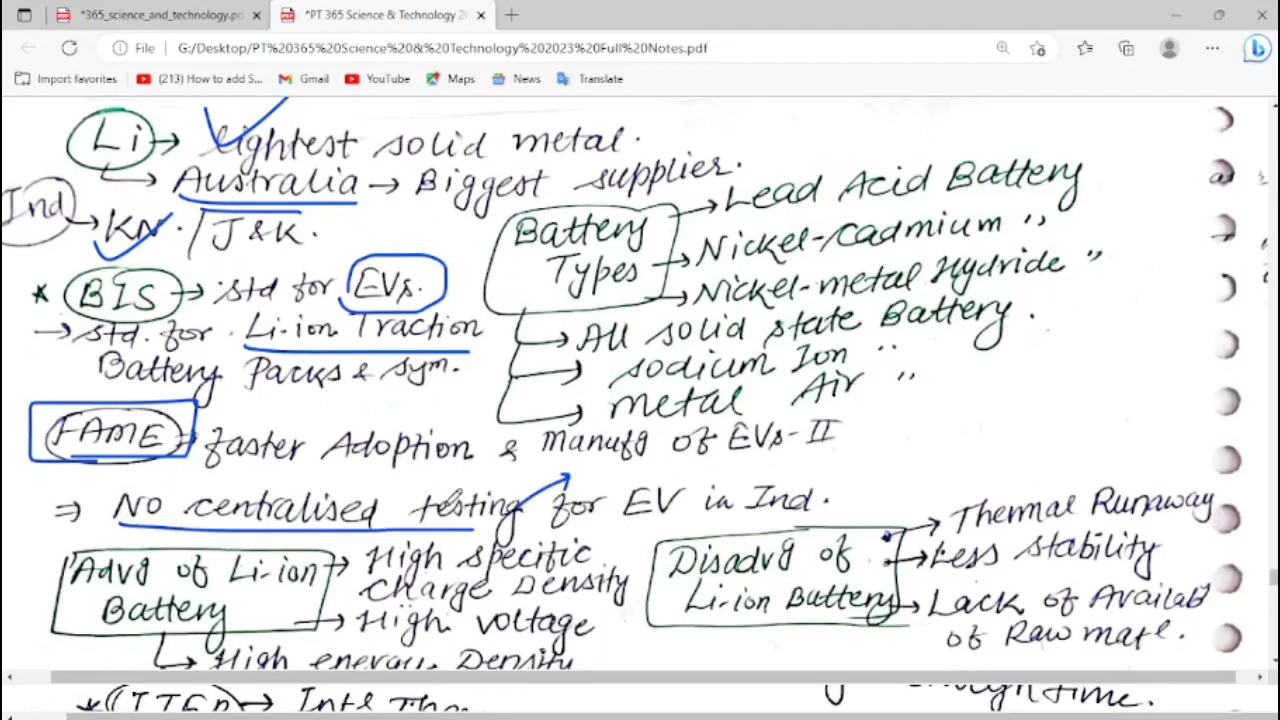 *365_science_and_technology.pd
*PT 365 Science & Technology 20
File
G:/Desktop/PT%20365%20Science%20&%20Technology%202023%20Full%20Notes.pdf
Import favorites
(213) How to add S...
Gmail
YouTube
Maps
News
Translate
Li → lightest solid metal.
→ Australia → Biggest supplier.
Ind → KN. / J&K.
Battery Types
→ Lead Acid Battery
→ Nickel-Cadmium "
→ Nickel-metal Hydride "
→ All solid state Battery.
→ sodium Ion "
→ metal Air "
* BIS → std for EVs.
→ std. for Li-ion Traction
Battery Packs & sym.
FAME = faster Adoption & manufg of EVs-II
⇒ No centralised testing for EV in Ind.
Advg of Li-ion
Battery
→ High specific
charge Density
→ High voltage
→ High energy Density
Disadvg of
Li-ion Battery
→ Thermal Runaway
→ Less stability
→ Lack of Availab
of Raw matl.
time.